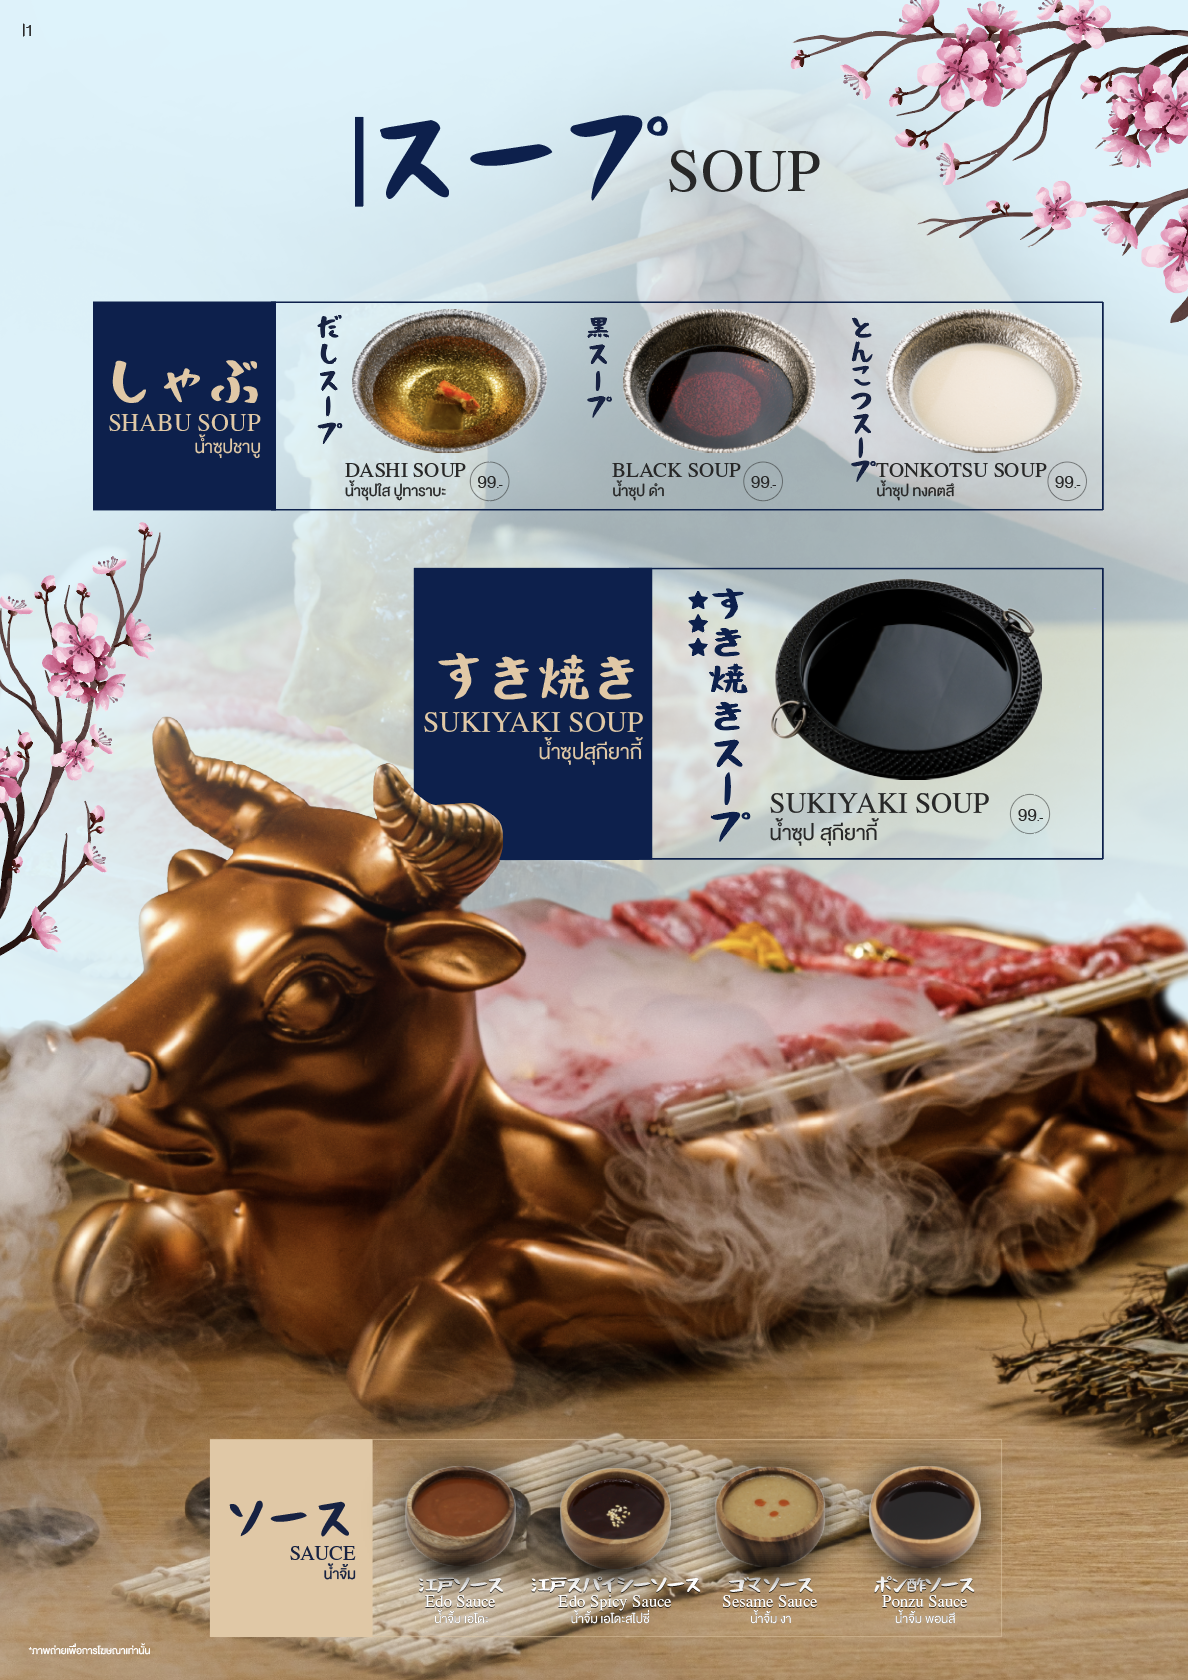 |1
スープ SOUP
しゃぶ
SHABU SOUP
น้ำซุปชาบู
だしスープ
DASHI SOUP
น้ำซุปใส ปูทาราบะ
99.-
黒スープ
BLACK SOUP
น้ำซุป ดำ
99.-
とんこつスープ
TONKOTSU SOUP
น้ำซุป ทงคตสึ
99.-
すき焼き
SUKIYAKI SOUP
น้ำซุปสุกียากี้
★★★
すき焼きスープ
SUKIYAKI SOUP
น้ำซุป สุกียากี้
99.-
ソース
SAUCE
น้ำจิ้ม
江戸ソース
Edo Sauce
น้ำจิ้ม เอโดะ
江戸スパイシーソース
Edo Spicy Sauce
น้ำจิ้ม เอโดะสไปซี่
ゴマソース
Sesame Sauce
น้ำจิ้ม งา
ポン酢ソース
Ponzu Sauce
น้ำจิ้ม พอนสึ
*ภาพถ่ายเพื่อการโฆษณาเท่านั้น